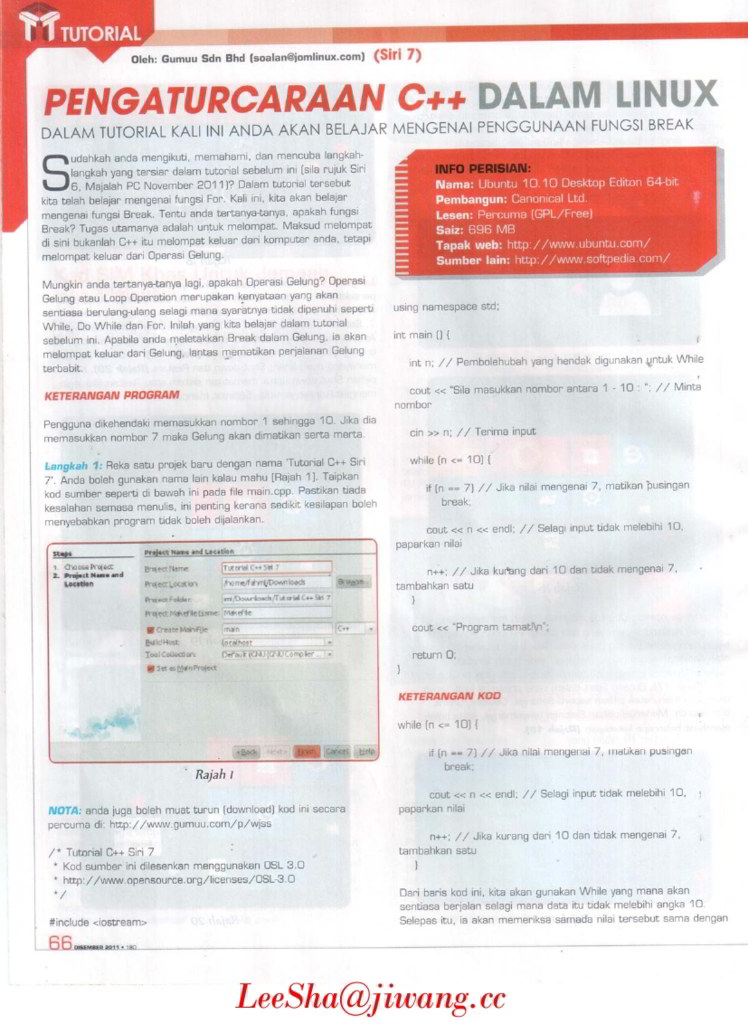 TUTORIAL
Oleh: Gumuu Sdn Bhd (soalan@jomlinux.com) (Siri 7)
PENGATURCARAAN C++ DALAM LINUX
DALAM TUTORIAL KALI INI ANDA AKAN BELAJAR MENGENAI PENGGUNAAN FUNGSI BREAK
Sudahkah anda mengikuti, memahami, dan mencuba langkah-
langkah yang tersiar dalam tutorial sebelum ini (sila rujuk Siri
6, Majalah PC November 2011)? Dalam tutorial tersebut
kita telah belajar mengenai fungsi For. Kali ini, kita akan belajar
mengenai fungsi Break. Tentu anda tertanya-tanya, apakah fungsi
Break? Tugas utamanya adalah untuk melompat. Maksud melompat
di sini bukanlah C++ itu melompat keluar dari komputer anda, tetapi
melompat keluar dari Operasi Gelung.
Mungkin anda tertanya-tanya lagi, apakah Operasi Gelung? Operasi
Gelung atau Loop Operation merupakan kenyataan yang akan
sentiasa berulang-ulang selagi mana syaratnya tidak dipenuhi seperti
While, Do While dan For. Inilah yang kita belajar dalam tutorial
sebelum ini. Apabila anda meletakkan Break dalam Gelung, ia akan
melompat keluar dari Gelung, lantas mematikan perjalanan Gelung
terbabit.
KETERANGAN PROGRAM
Pengguna dikehendaki memasukkan nombor 1 sehingga 10. Jika dia
memasukkan nombor 7 maka Gelung akan dimatikan serta merta.
Langkah 1: Reka satu projek baru dengan nama 'Tutorial C++ Siri
7'. Anda boleh gunakan nama lain kalau mahu [Rajah 1]. Taipkan
kod sumber seperti di bawah ini pada file main.cpp. Pastikan tiada
kesalahan semasa menulis, ini penting kerana sedikit kesilapan boleh
menyebabkan program tidak boleh dijalankan.
Steps
1. Choose Project
2. Project Name and
Location
Project Name and Location
Project Name: Tutorial C++ Siri 7
Project Location: /home/fahmi/Downloads Browse...
Project Folder: mi/Downloads/Tutorial C++ Siri 7
Project Makefile Name: Makefile
Create Main File main C++
Build Host: localhost
Tool Collection: Default (GNU (GNU Compiler ...
Set as Main Project
< Back Next > Finish Cancel Help
Rajah 1
NOTA: anda juga boleh muat turun (download) kod ini secara
percuma di: http://www.gumuu.com/p/wjas
/* Tutorial C++ Siri 7
* Kod sumber ini dilesenkan menggunakan OSL 3.0
* http://www.opensource.org/licenses/OSL-3.0
*/
#include <iostream>
66 DISEMBER 2011 • 180
INFO PERISIAN:
Nama: Ubuntu 10.10 Desktop Editon 64-bit
Pembangun: Canonical Ltd.
Lesen: Percuma (GPL/Free)
Saiz: 696 MB
Tapak web: http://www.ubuntu.com/
Sumber lain: http://www.softpedia.com/
using namespace std;
int main () {
int n; // Pembolehubah yang hendak digunakan untuk While
cout << "Sila masukkan nombor antara 1 - 10 : "; // Minta
nombor
cin >> n; // Terima input
while (n <= 10) {
if (n == 7) // Jika nilai mengenai 7, matikan pusingan
break;
cout << n << endl; // Selagi input tidak melebihi 10,
paparkan nilai
n++; // Jika kurang dari 10 dan tidak mengenai 7,
tambahkan satu
}
cout << "Program tamat!\n";
return 0;
}
KETERANGAN KOD
while (n <= 10) {
if (n == 7) // Jika nilai mengenai 7, matikan pusingan
break;
cout << n << endl; // Selagi input tidak melebihi 10,
paparkan nilai
n++; // Jika kurang dari 10 dan tidak mengenai 7,
tambahkan satu
}
Dari baris kod ini, kita akan gunakan While yang mana akan
sentiasa berjalan selagi mana data itu tidak melebihi angka 10.
Selepas itu, ia akan memeriksa samada nilai tersebut sama dengan
LeeSha@jiwang.cc